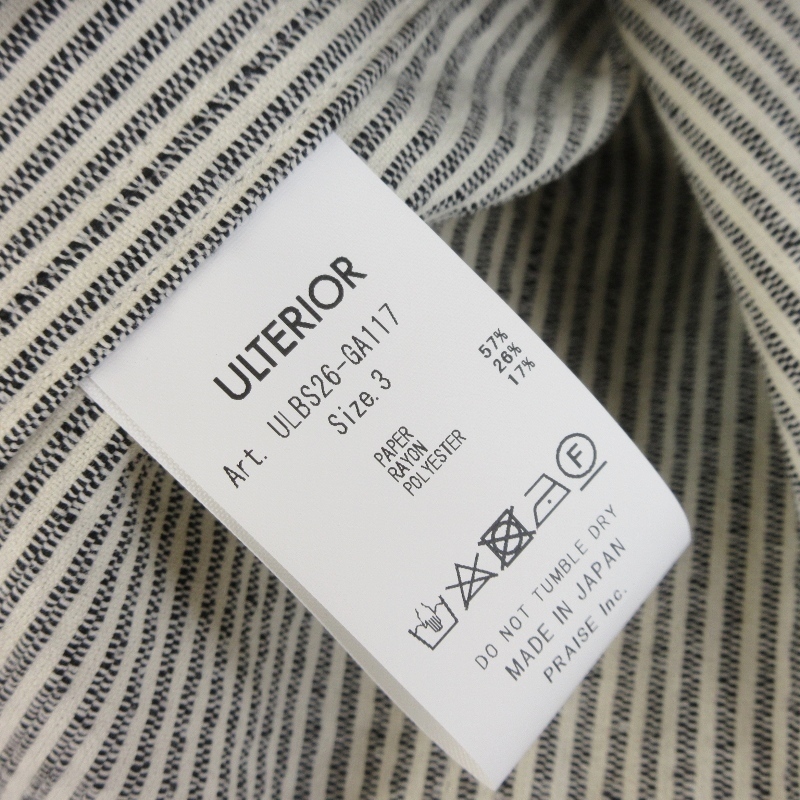 ULTERIOR
Art. ULBS26-GA117
Size.3
PAPER 57%
RAYON 26%
POLYESTER 17%
F
DO NOT TUMBLE DRY
MADE IN JAPAN
PRAISE Inc.